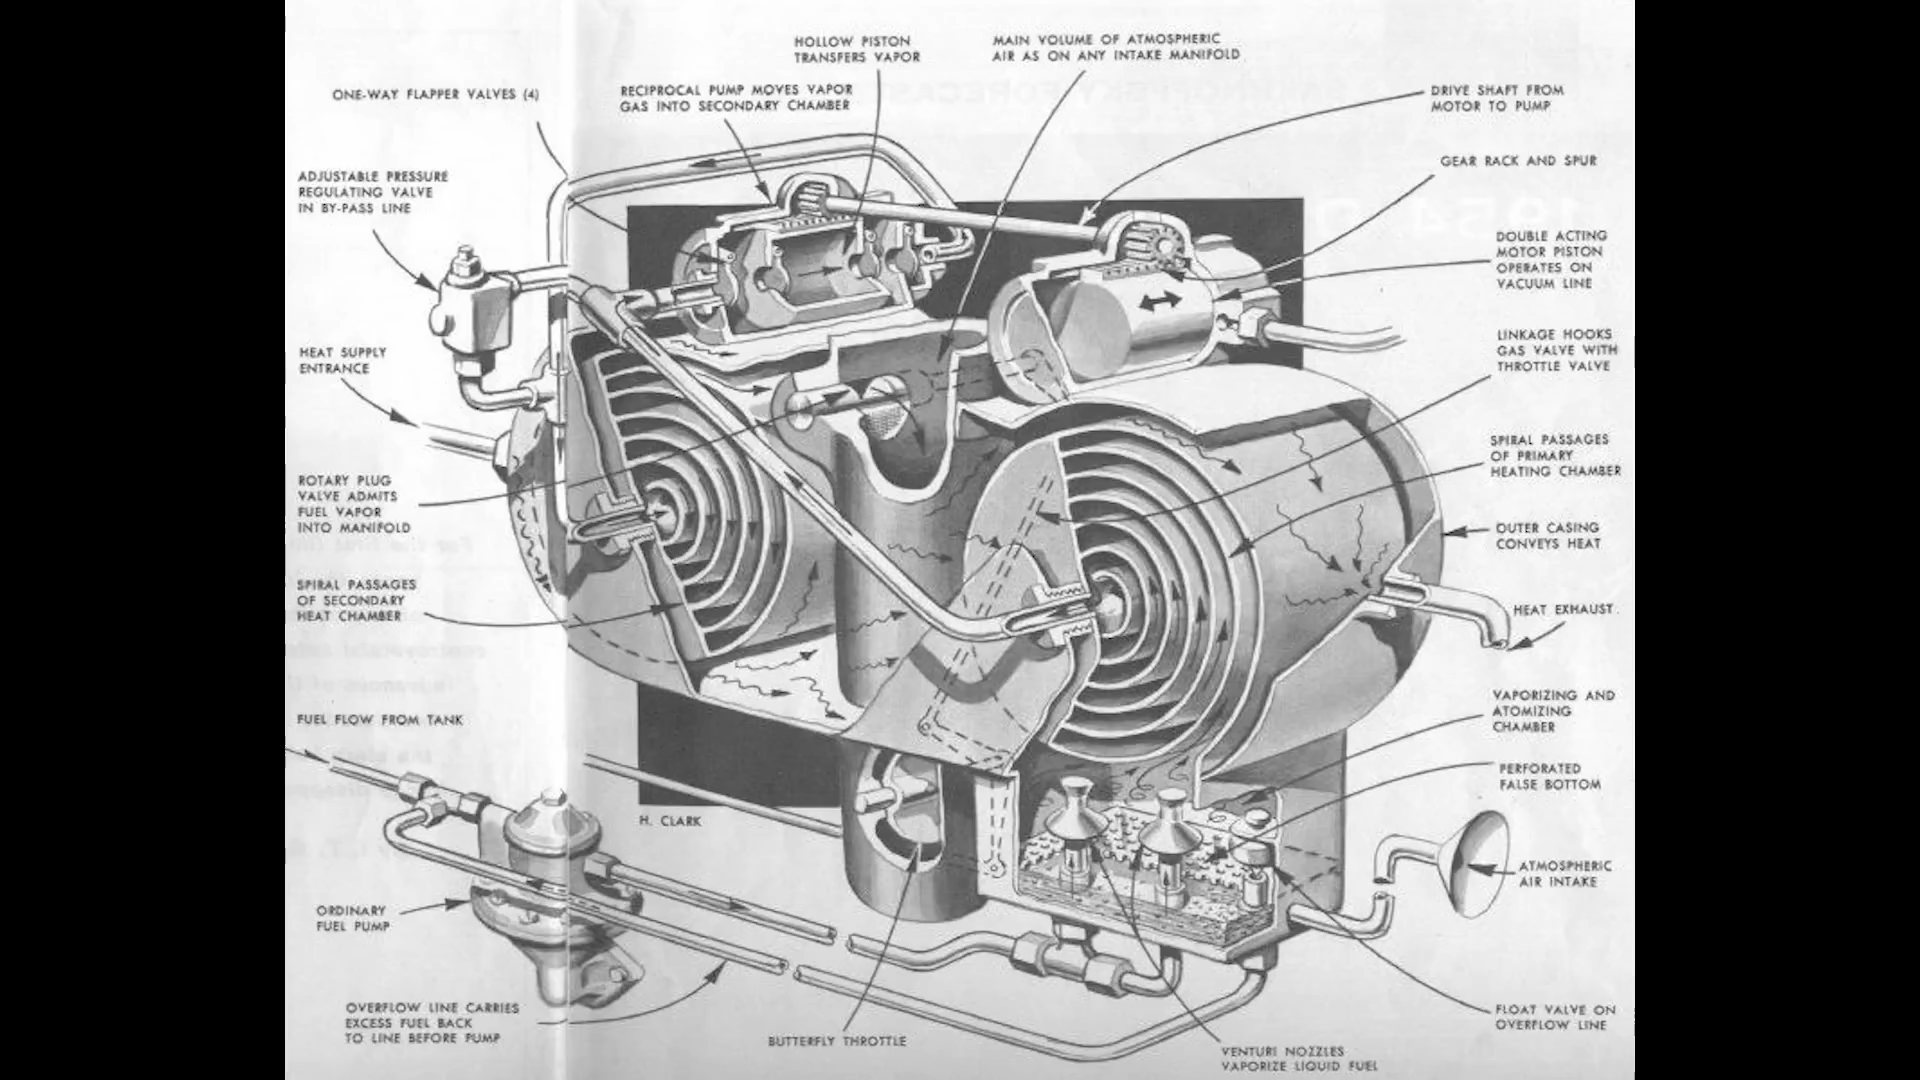 HOLLOW PISTON
TRANSFERS VAPOR
MAIN VOLUME OF ATMOSPHERIC
AIR AS ON ANY INTAKE MANIFOLD
ONE-WAY FLAPPER VALVES (4)
RECIPROCAL PUMP MOVES VAPOR
GAS INTO SECONDARY CHAMBER
DRIVE SHAFT FROM
MOTOR TO PUMP
GEAR RACK AND SPUR
ADJUSTABLE PRESSURE
REGULATING VALVE
IN BY-PASS LINE
DOUBLE ACTING
MOTOR PISTON
OPERATES ON
VACUUM LINE
LINKAGE HOOKS
GAS VALVE WITH
THROTTLE VALVE
HEAT SUPPLY
ENTRANCE
SPIRAL PASSAGES
OF PRIMARY
HEATING CHAMBER
ROTARY PLUG
VALVE ADMITS
FUEL VAPOR
INTO MANIFOLD
OUTER CASING
CONVEYS HEAT
SPIRAL PASSAGES
OF SECONDARY
HEAT CHAMBER
HEAT EXHAUST
FUEL FLOW FROM TANK
VAPORIZING AND
ATOMIZING
CHAMBER
PERFORATED
FALSE BOTTOM
H. CLARK
ATMOSPHERIC
AIR INTAKE
ORDINARY
FUEL PUMP
OVERFLOW LINE CARRIES
EXCESS FUEL BACK
TO LINE BEFORE PUMP
BUTTERFLY THROTTLE
FLOAT VALVE ON
OVERFLOW LINE
VENTURI NOZZLES
VAPORIZE LIQUID FUEL